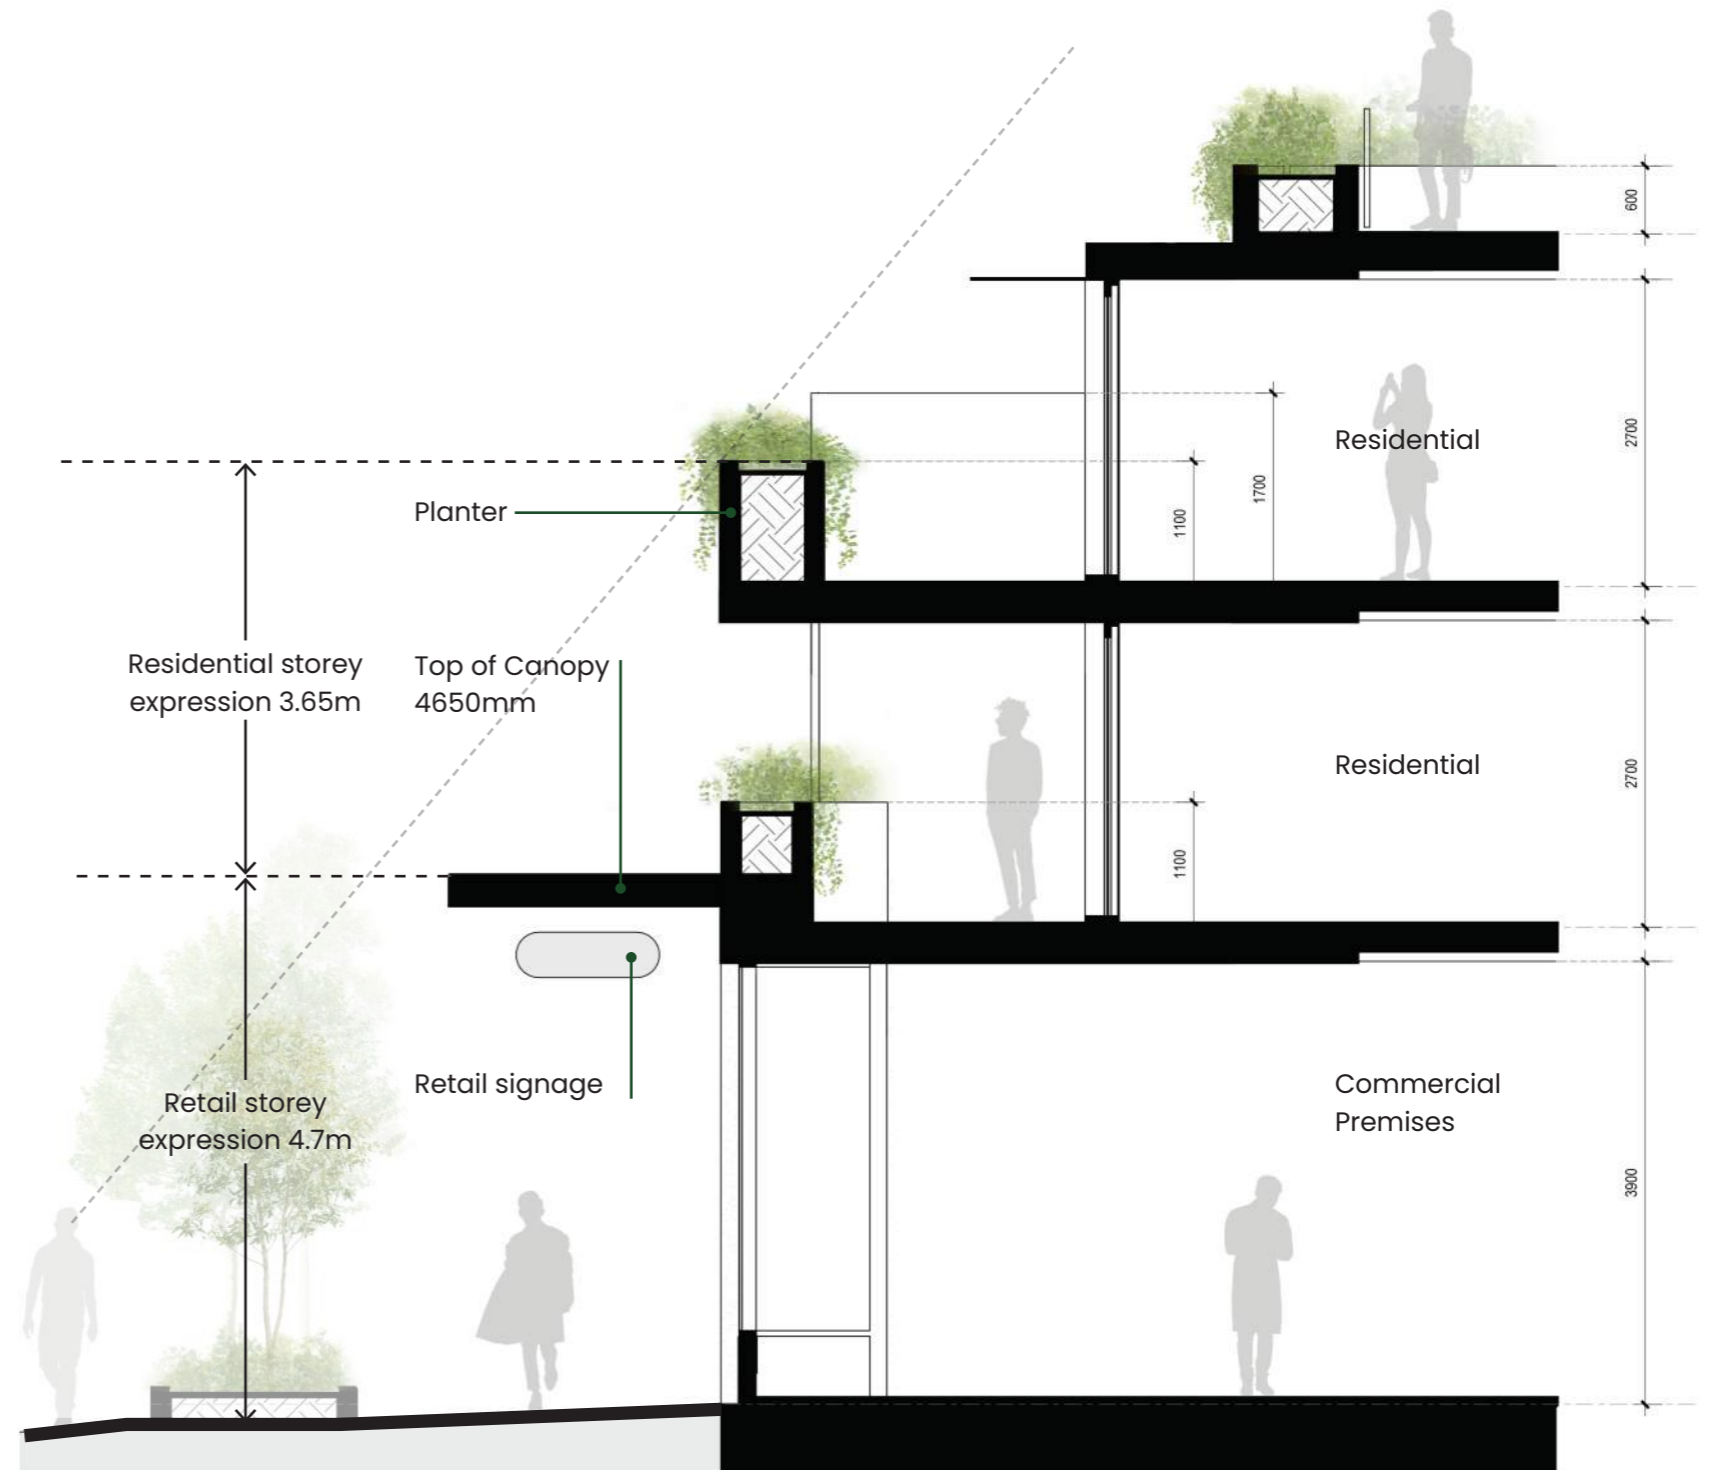 600
Residential
2700
1700
1100
Planter
Residential storey
expression 3.65m
Top of Canopy
4650mm
Residential
2700
1100
Retail signage
Retail storey
expression 4.7m
Commercial
Premises
3900